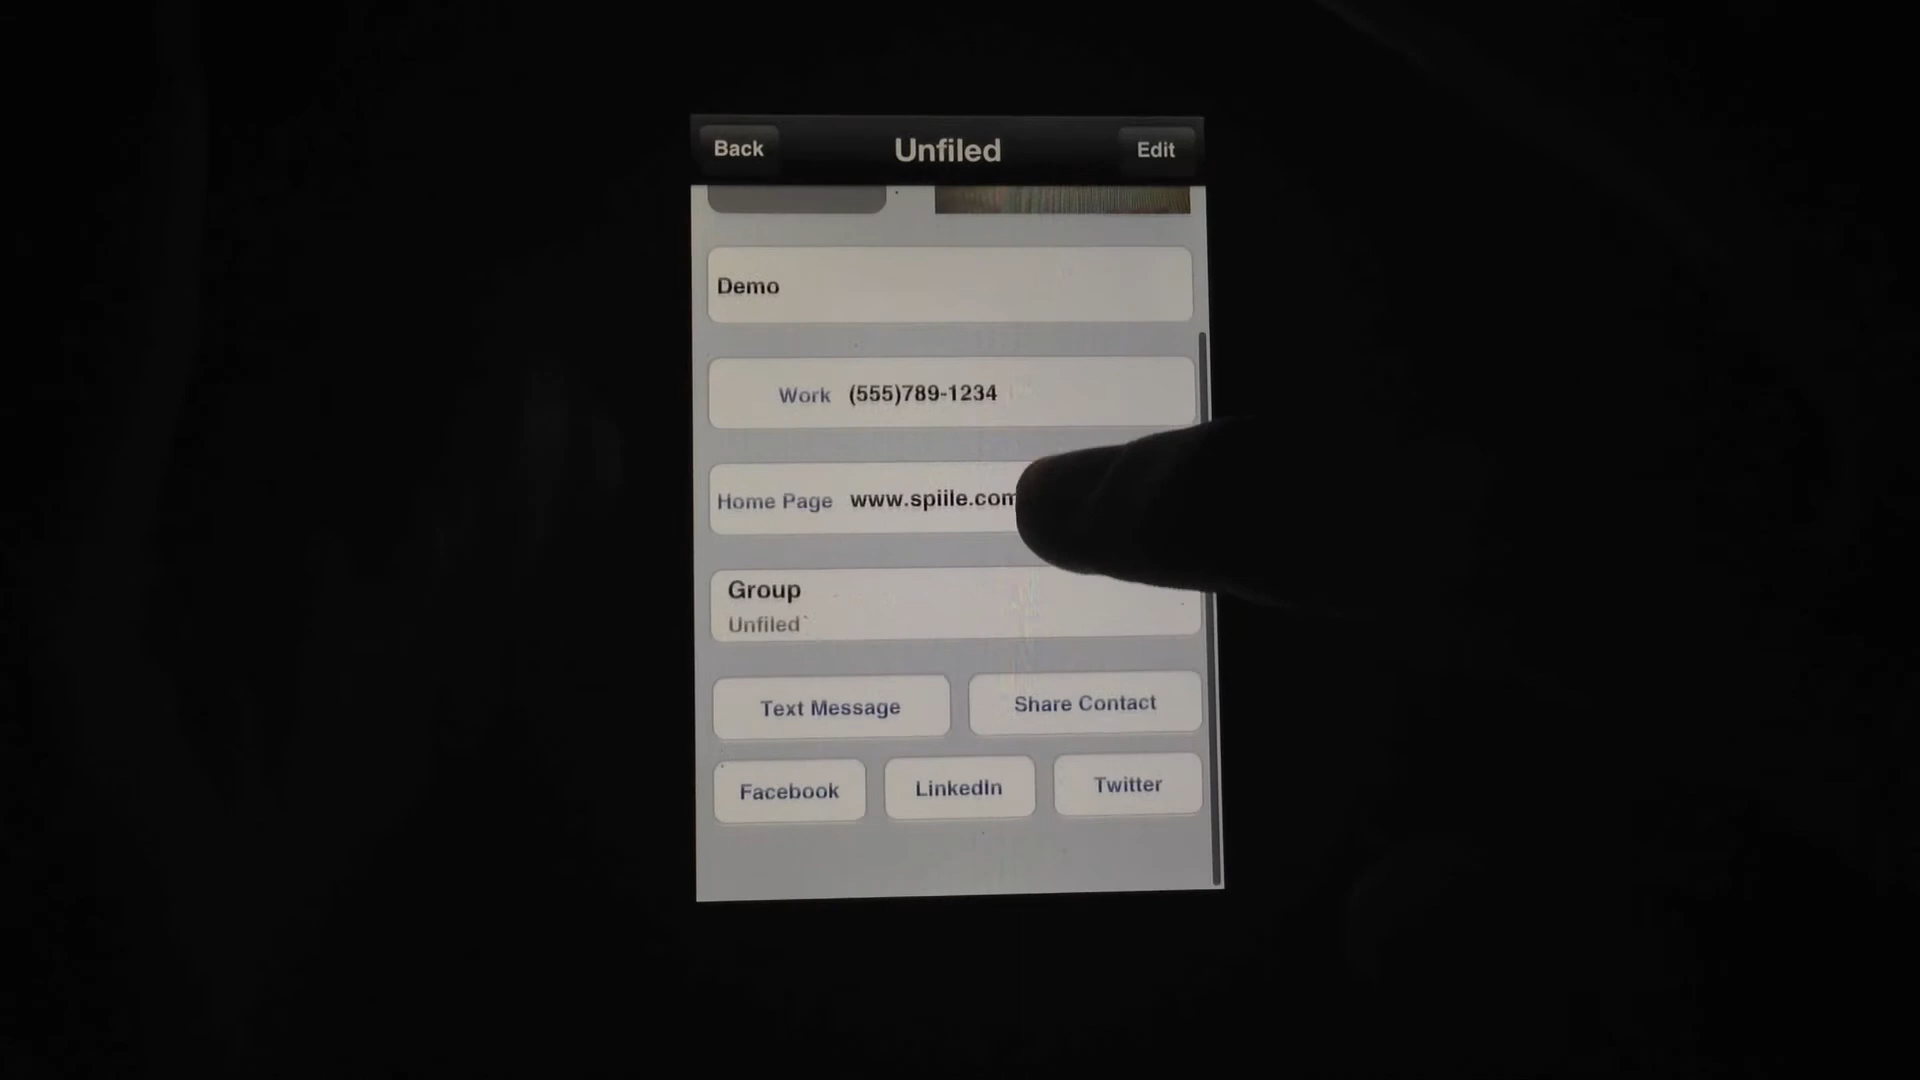 Back Unfiled Edit
Demo
Work (555)789-1234
Home Page www.spiile.com
Group
Unfiled
Text Message Share Contact
Facebook LinkedIn Twitter